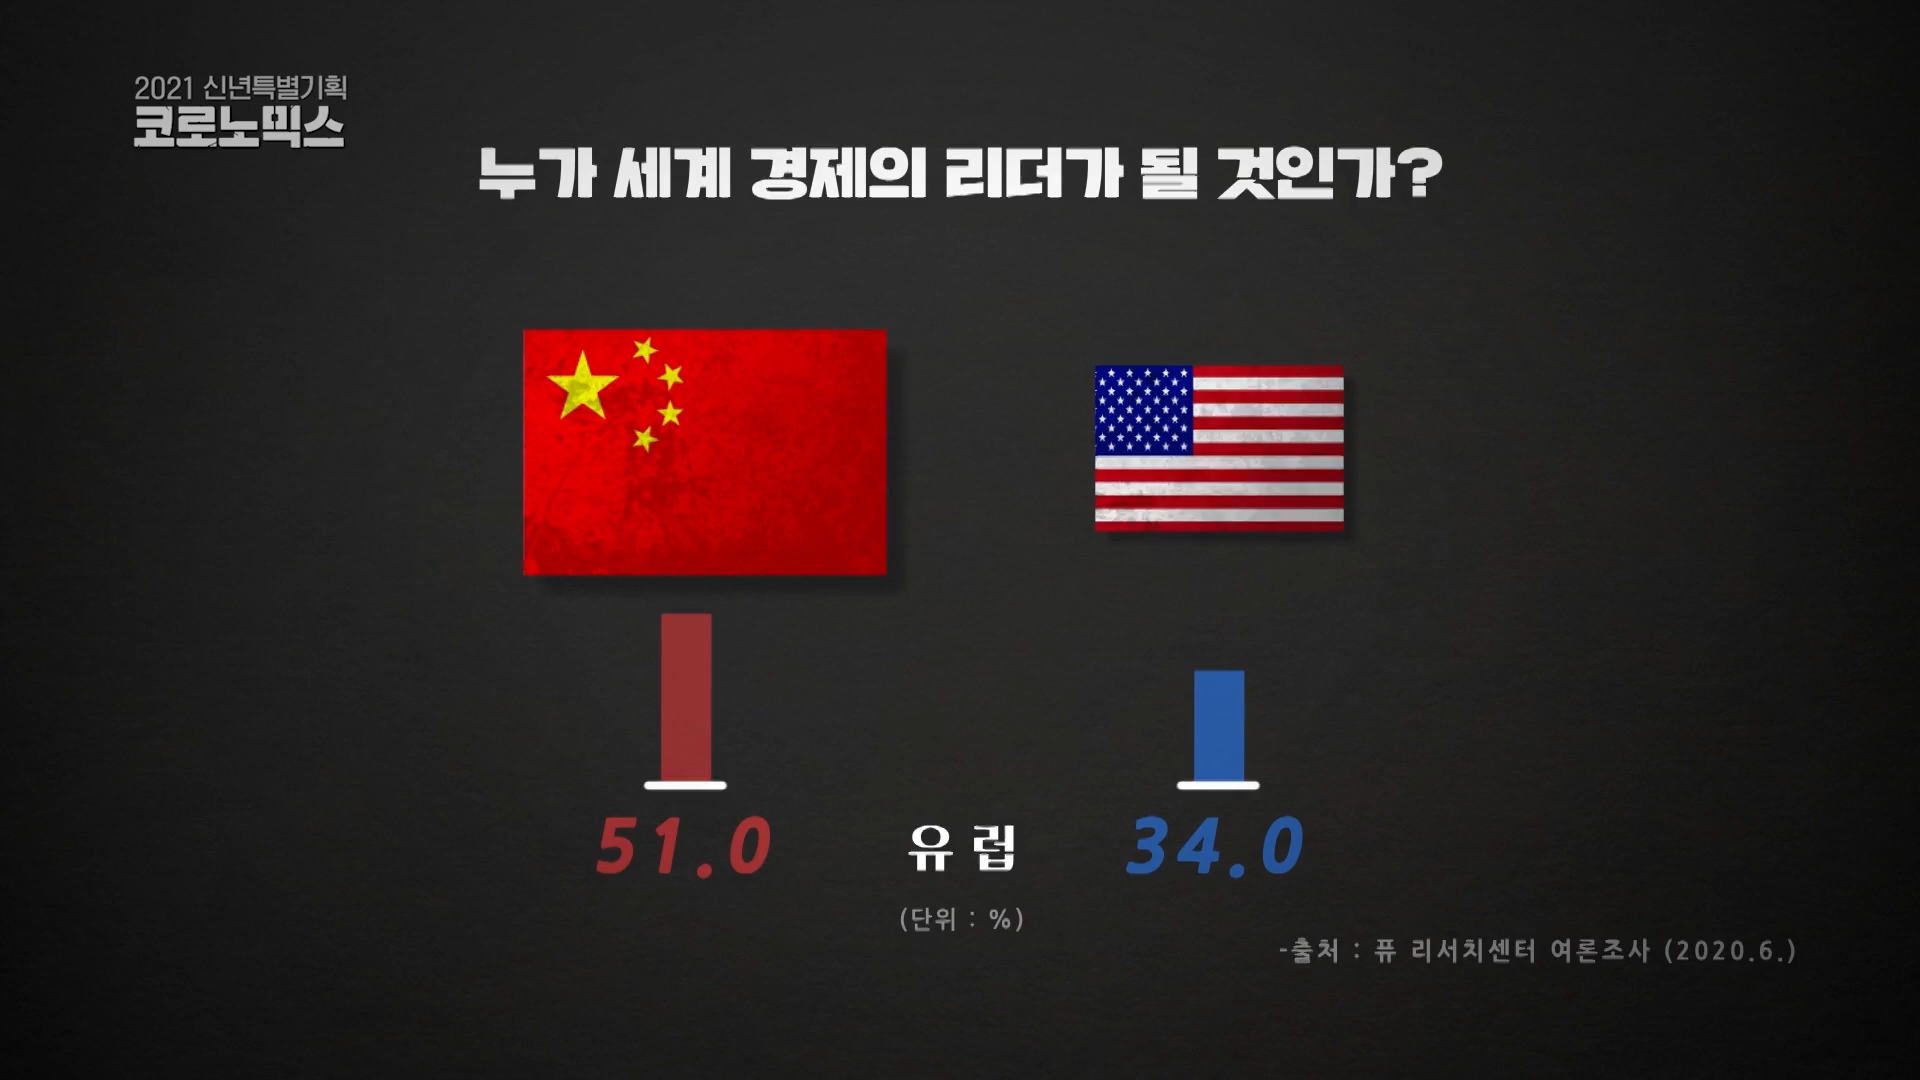 2021 신년특별기획
코로노믹스
누가 세계 경제의 리더가 될 것인가?
51.0 유럽 34.0
(단위 : %)
-출처 : 퓨 리서치센터 여론조사 (2020.6.)